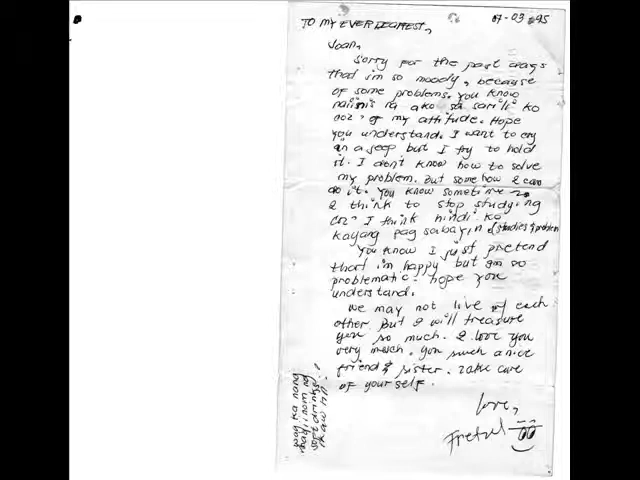 TO MY EVER DEAREST,
07-03-95
Joan,
Sorry for the past days
that i'm so moody, because
of some problems. You know
naiinis na ako sa sarili ko
coz' of my attitude. Hope
you understand. I want to cry
in a jeep but I try to hold
it. I don't know how to solve
my problem. But somehow I can
do it. You know sometimes
I think to stop studying
coz' I think hindi ko
kayang pag sabayin (studies & problem
You know I just pretend
that i'm happy but i'm so
problematic. hope you
understand.
We may not live w/ each
other but I will treasure
you so much. I love you
very much. You such a nice
friend & sister. Take care
of your self.
love,
Fretzel